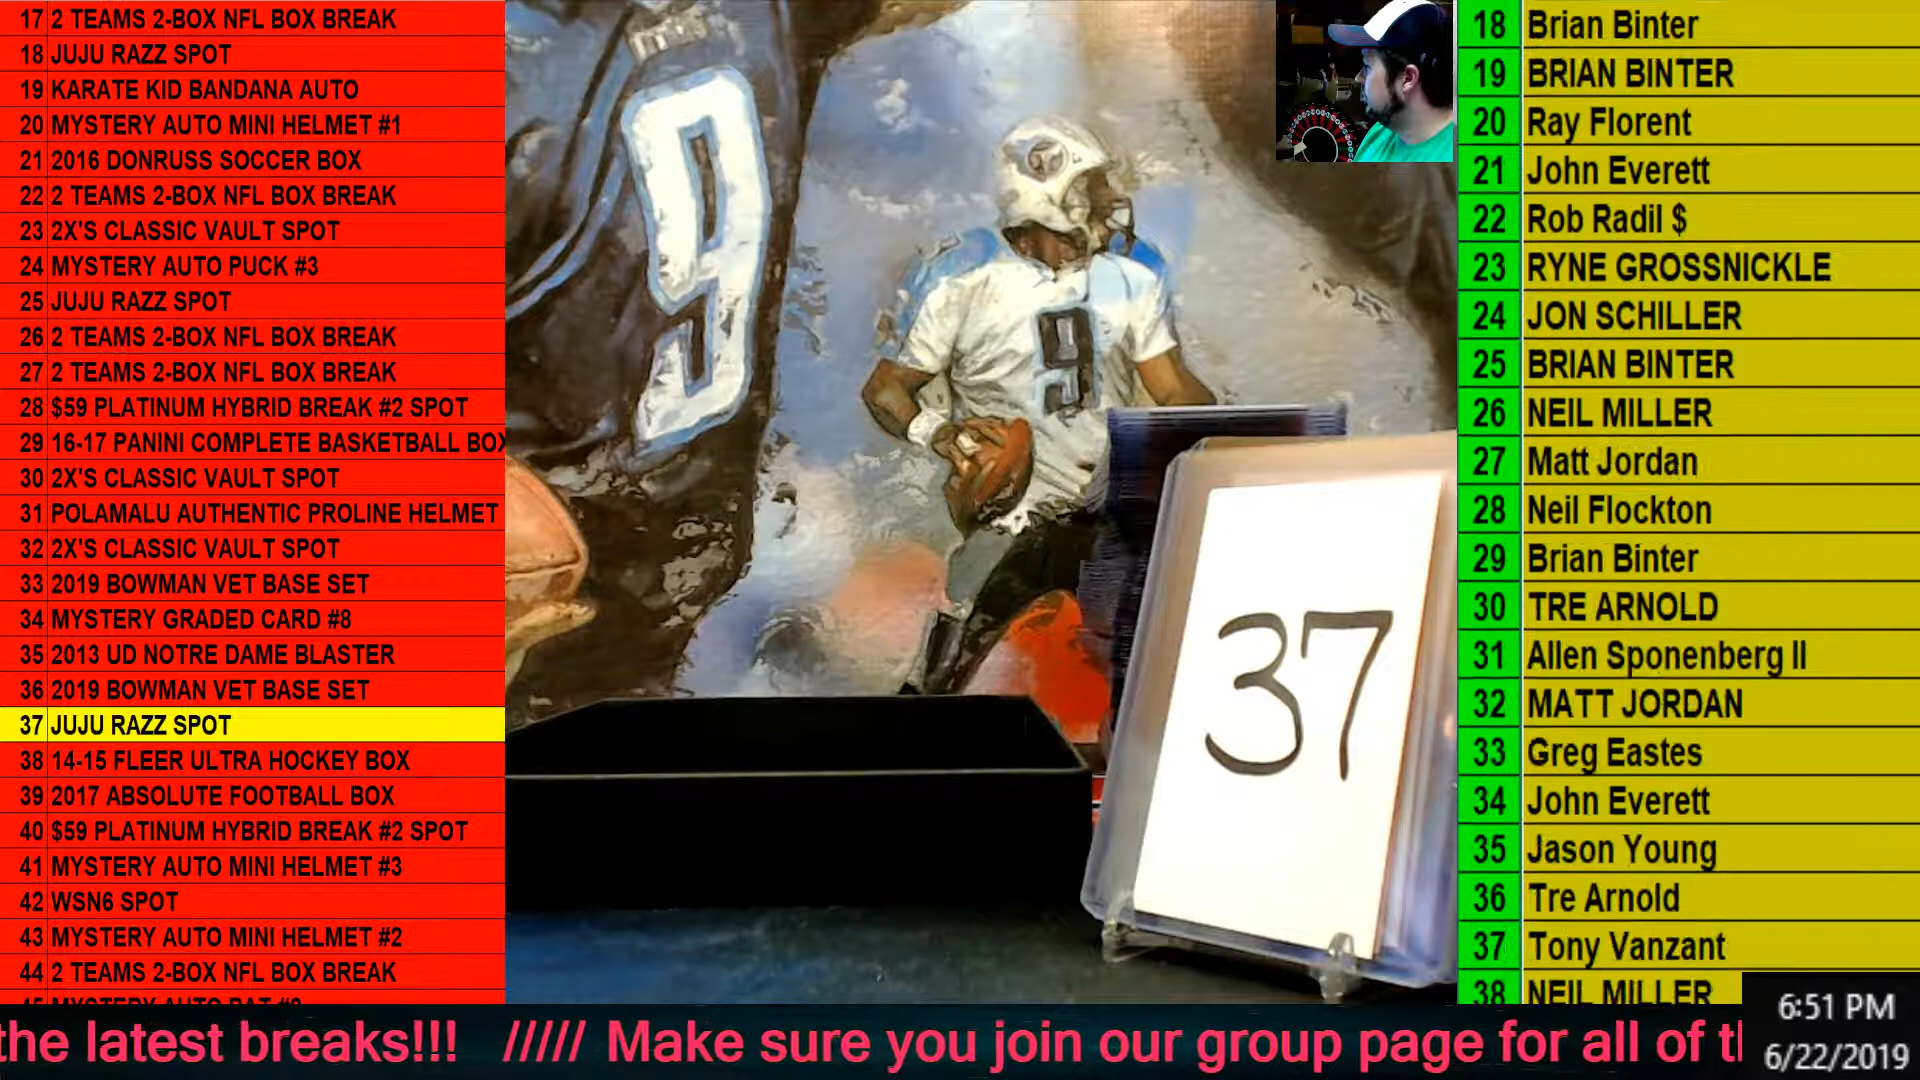 17 2 TEAMS 2-BOX NFL BOX BREAK
18 JUJU RAZZ SPOT
19 KARATE KID BANDANA AUTO
20 MYSTERY AUTO MINI HELMET #1
21 2016 DONRUSS SOCCER BOX
22 2 TEAMS 2-BOX NFL BOX BREAK
23 2X'S CLASSIC VAULT SPOT
24 MYSTERY AUTO PUCK #3
25 JUJU RAZZ SPOT
26 2 TEAMS 2-BOX NFL BOX BREAK
27 2 TEAMS 2-BOX NFL BOX BREAK
28 $59 PLATINUM HYBRID BREAK #2 SPOT
29 16-17 PANINI COMPLETE BASKETBALL BOX
30 2X'S CLASSIC VAULT SPOT
31 POLAMALU AUTHENTIC PROLINE HELMET
32 2X'S CLASSIC VAULT SPOT
33 2019 BOWMAN VET BASE SET
34 MYSTERY GRADED CARD #8
35 2013 UD NOTRE DAME BLASTER
36 2019 BOWMAN VET BASE SET
37 JUJU RAZZ SPOT
38 14-15 FLEER ULTRA HOCKEY BOX
39 2017 ABSOLUTE FOOTBALL BOX
40 $59 PLATINUM HYBRID BREAK #2 SPOT
41 MYSTERY AUTO MINI HELMET #3
42 WSN6 SPOT
43 MYSTERY AUTO MINI HELMET #2
44 2 TEAMS 2-BOX NFL BOX BREAK
45 MYSTERY AUTO BAT
9
9
37
18 Brian Binter
19 BRIAN BINTER
20 Ray Florent
21 John Everett
22 Rob Radil $
23 RYNE GROSSNICKLE
24 JON SCHILLER
25 BRIAN BINTER
26 NEIL MILLER
27 Matt Jordan
28 Neil Flockton
29 Brian Binter
30 TRE ARNOLD
31 Allen Sponenberg II
32 MATT JORDAN
33 Greg Eastes
34 John Everett
35 Jason Young
36 Tre Arnold
37 Tony Vanzant
38 NEIL MILLER
the latest breaks!!! ///// Make sure you join our group page for all of
6:51 PM
6/22/2019